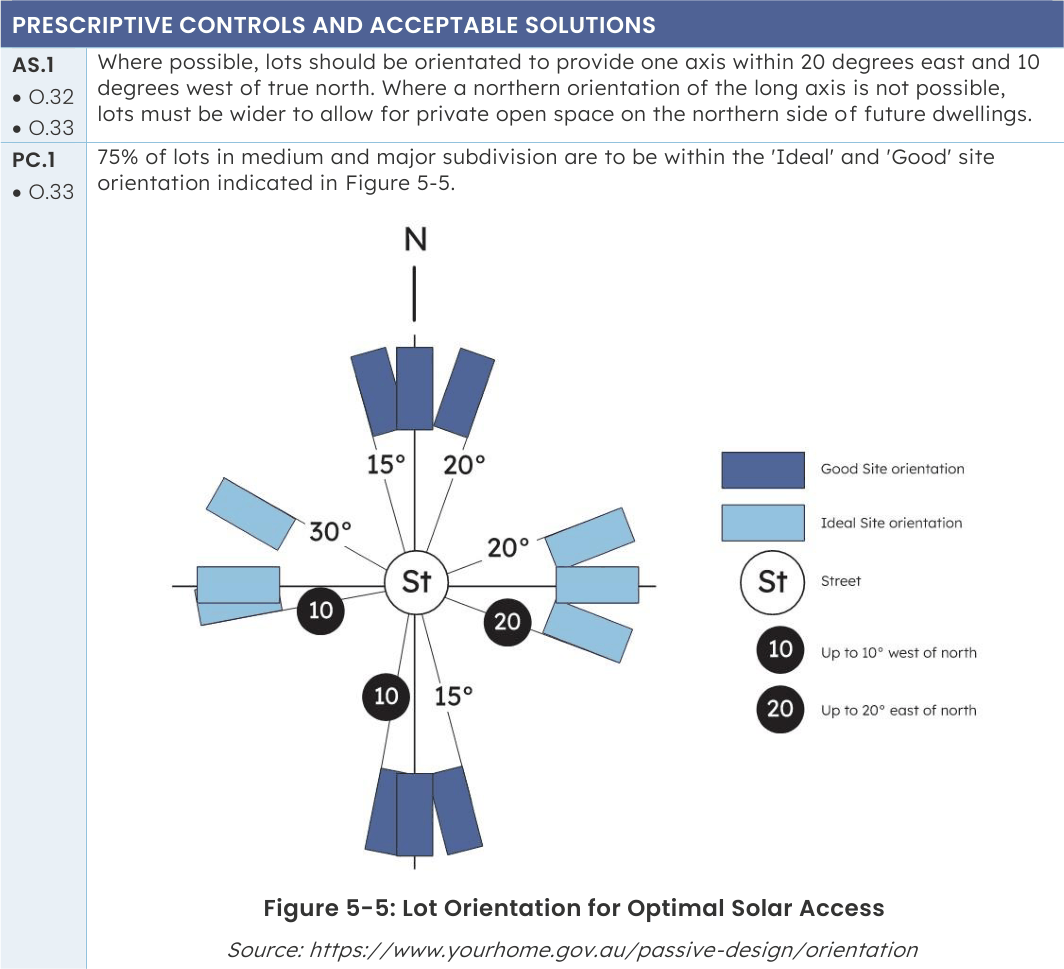 PRESCRIPTIVE CONTROLS AND ACCEPTABLE SOLUTIONS
AS.1
• O.32
• O.33
Where possible, lots should be orientated to provide one axis within 20 degrees east and 10
degrees west of true north. Where a northern orientation of the long axis is not possible,
lots must be wider to allow for private open space on the northern side of future dwellings.
PC.1
• O.33
75% of lots in medium and major subdivision are to be within the 'Ideal' and 'Good' site
orientation indicated in Figure 5-5.
N
15° 20°
30° 20°
St
10 20
10 15°
Good Site orientation
Ideal Site orientation
St Street
10 Up to 10° west of north
20 Up to 20° east of north
Figure 5-5: Lot Orientation for Optimal Solar Access
Source: https://www.yourhome.gov.au/passive-design/orientation